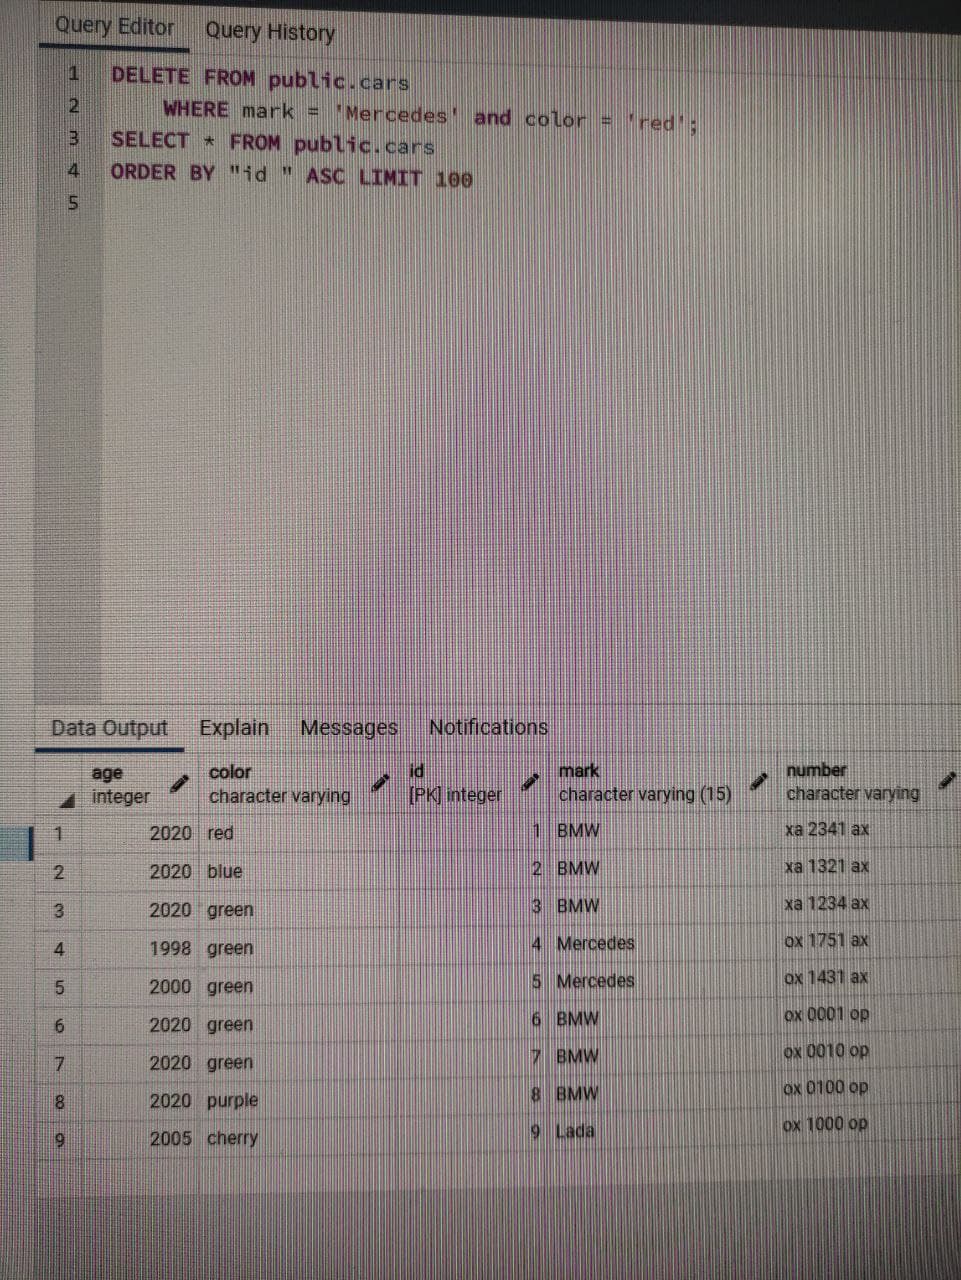 Query Editor Query History
1 DELETE FROM public.cars
2 WHERE mark = 'Mercedes' and color = 'red';
3 SELECT * FROM public.cars
4 ORDER BY "id " ASC LIMIT 100
5
Data Output Explain Messages Notifications
age color id mark number
integer character varying [PK] integer character varying (15) character varying
1 2020 red 1 BMW xa 2341 ax
2 2020 blue 2 BMW xa 1321 ax
3 2020 green 3 BMW xa 1234 ax
4 1998 green 4 Mercedes ox 1751 ax
5 2000 green 5 Mercedes ox 1431 ax
6 2020 green 6 BMW ox 0001 op
7 2020 green 7 BMW ox 0010 op
8 2020 purple 8 BMW ox 0100 op
9 2005 cherry 9 Lada ox 1000 op